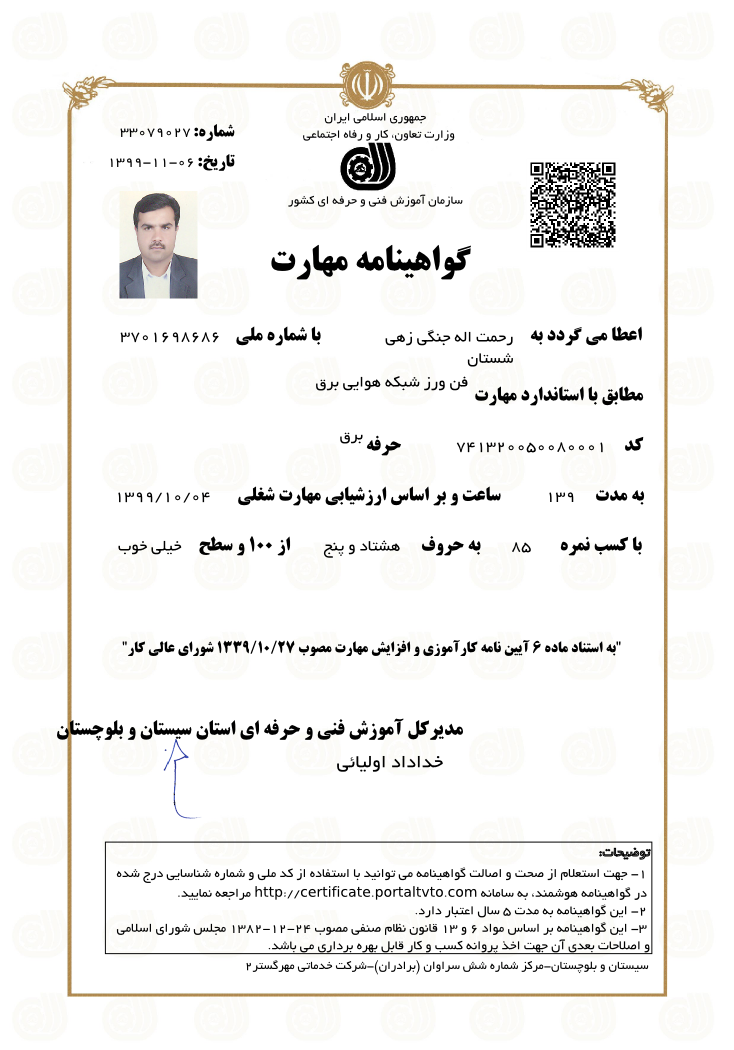 جمهوری اسلامی ایران
وزارت تعاون، کار و رفاه اجتماعی
سازمان آموزش فنی و حرفه ای کشور
شماره: ۳۳۰۷۹۰۲۷
تاریخ: ۱۳۹۹-۱۱-۰۶
گواهینامه مهارت
اعطا می گردد به رحمت اله جنگی زهی شستان با شماره ملی ۳۷۰۱۶۹۸۶۸۶
مطابق با استاندارد مهارت فن ورز شبکه هوایی برق
کد ۷۴۱۳۲۰۰۵۰۰۸۰۰۰۱ حرفه برق
به مدت ۱۳۹ ساعت و بر اساس ارزشیابی مهارت شغلی ۱۳۹۹/۱۰/۰۴
با کسب نمره ۸۵ به حروف هشتاد و پنج از ۱۰۰ و سطح خیلی خوب
"به استناد ماده ۶ آیین نامه کارآموزی و افزایش مهارت مصوب ۱۳۳۹/۱۰/۲۷ شورای عالی کار"
مدیرکل آموزش فنی و حرفه ای استان سیستان و بلوچستان
خداداد اولیائی
توضیحات:
۱- جهت استعلام از صحت و اصالت گواهینامه می توانید با استفاده از کد ملی و شماره شناسایی درج شده
در گواهینامه هوشمند، به سامانه http://certificate.portaltvto.com مراجعه نمایید.
۲- این گواهینامه به مدت ۵ سال اعتبار دارد.
۳- این گواهینامه بر اساس مواد ۶ و ۱۳ قانون نظام صنفی مصوب ۲۴-۱۲-۱۳۸۲ مجلس شورای اسلامی
و اصلاحات بعدی آن جهت اخذ پروانه کسب و کار قابل بهره برداری می باشد.
سیستان و بلوچستان-مرکز شماره شش سراوان (برادران)-شرکت خدماتی مهرگستر۲